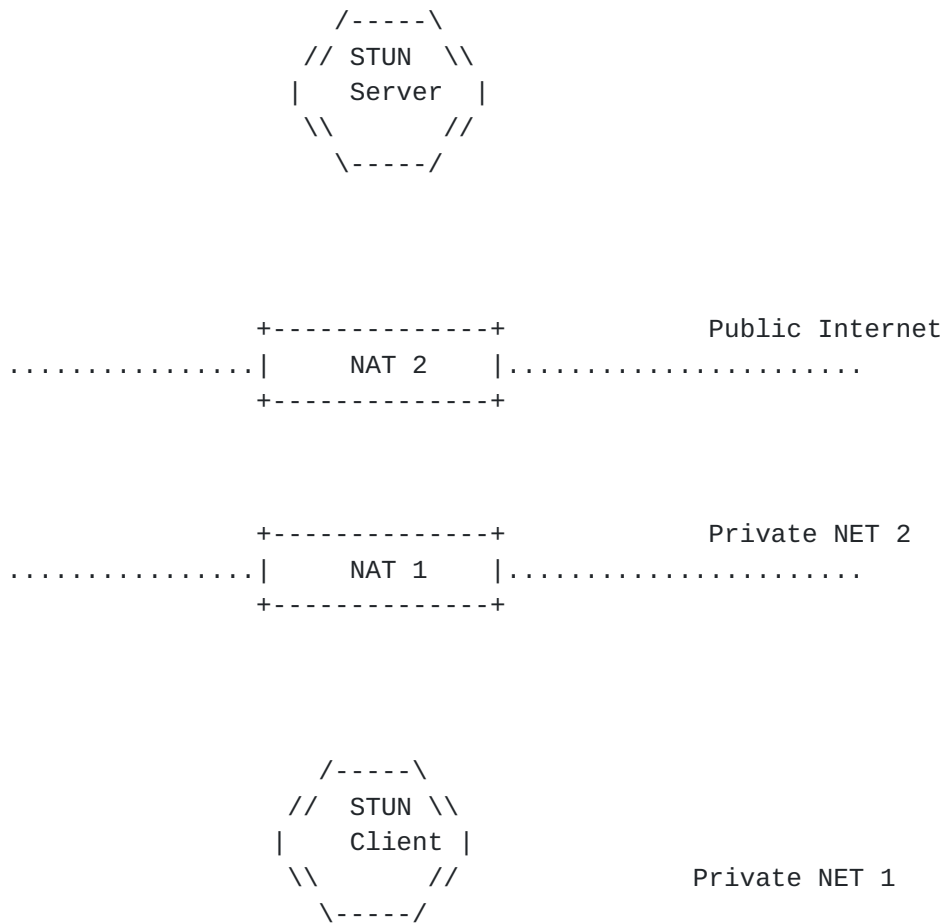 /-----\
// STUN \\
| Server |
\\ //
\-----/
+--------------+ Public Internet
................| NAT 2 |.......................
+--------------+
+--------------+ Private NET 2
................| NAT 1 |.......................
+--------------+
/-----\
// STUN \\
| Client |
\\ // Private NET 1
\-----/